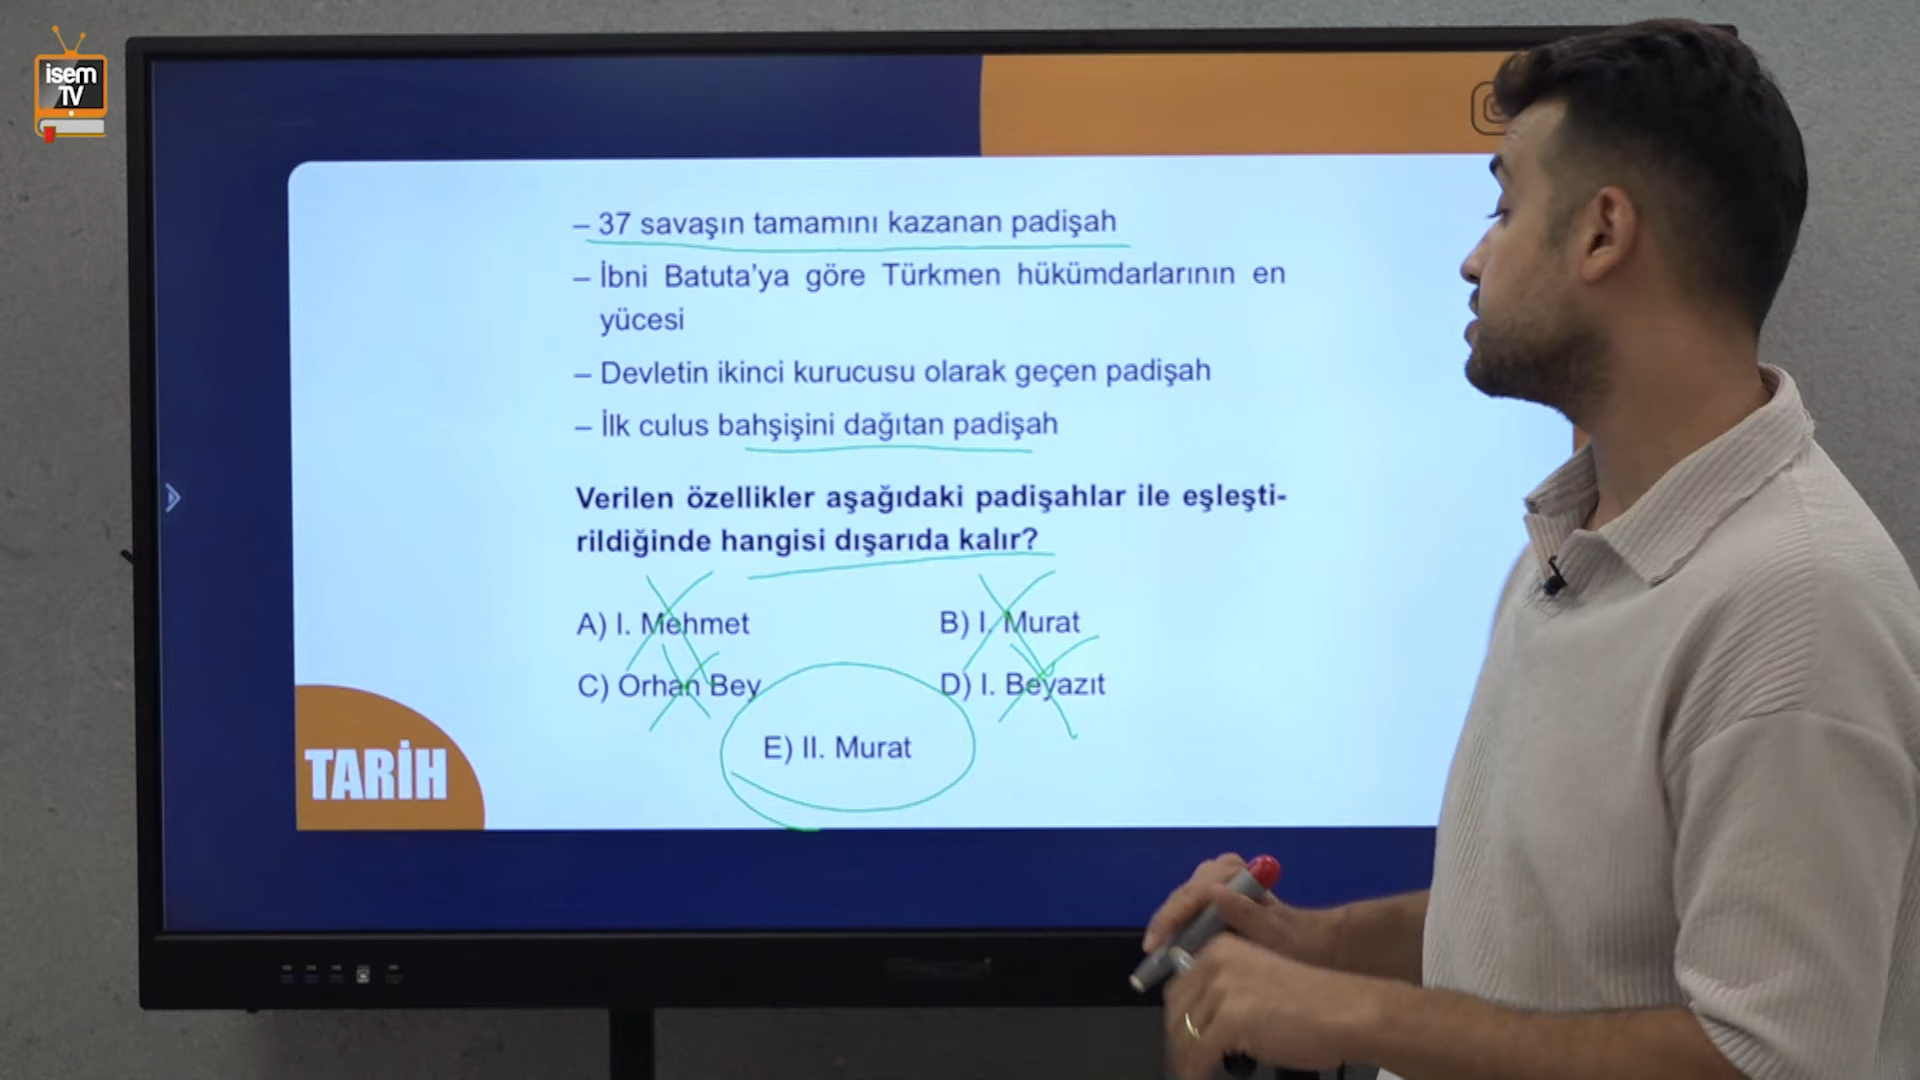 isem
TV
– 37 savaşın tamamını kazanan padişah
– İbni Batuta'ya göre Türkmen hükümdarlarının en
yücesi
– Devletin ikinci kurucusu olarak geçen padişah
– İlk culus bahşişini dağıtan padişah
Verilen özellikler aşağıdaki padişahlar ile eşleşti-
rildiğinde hangisi dışarıda kalır?
A) I. Mehmet
B) I. Murat
C) Orhan Bey
D) I. Beyazıt
E) II. Murat
TARİH